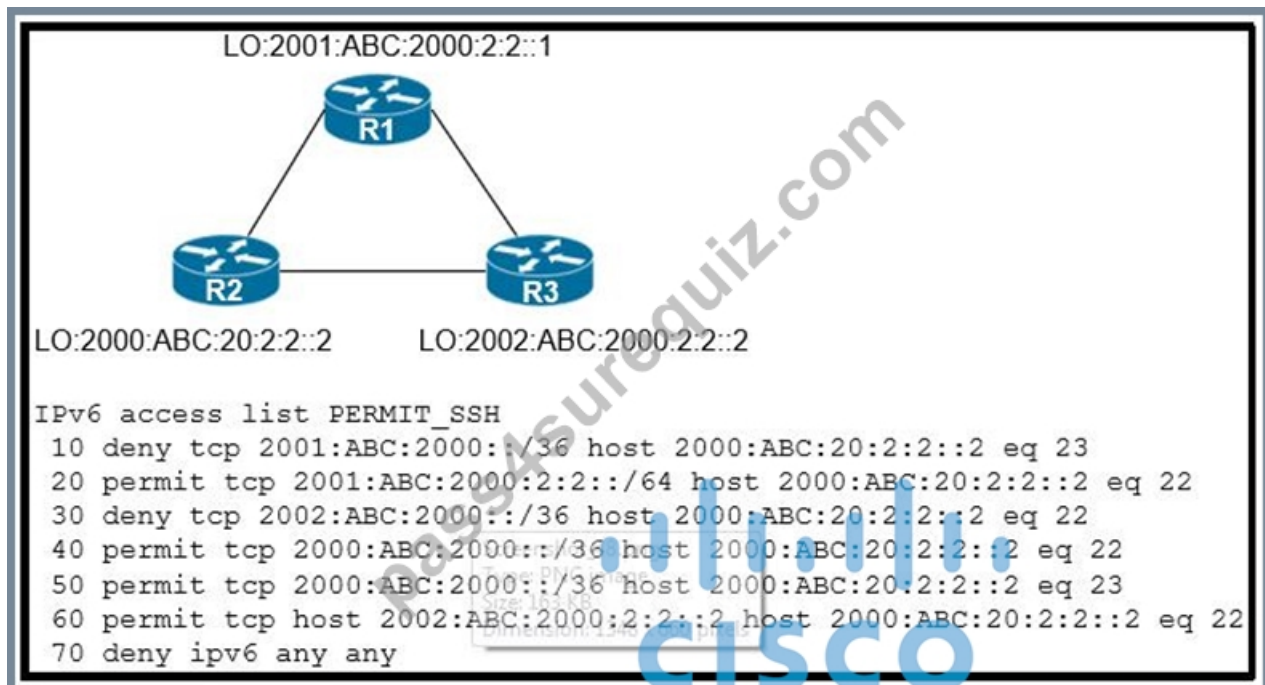 LO:2001:ABC:2000:2:2::1
R1
R2
R3
LO:2000:ABC:20:2:2::2
LO:2002:ABC:2000:2:2::2
IPv6 access list PERMIT_SSH
10 deny tcp 2001:ABC:2000::/36 host 2000:ABC:20:2:2::2 eq 23
20 permit tcp 2001:ABC:2000:2:2::/64 host 2000:ABC:20:2:2::2 eq 22
30 deny tcp 2002:ABC:2000::/36 host 2000:ABC:20:2:2::2 eq 22
40 permit tcp 2000:ABC:2000::/36 host 2000:ABC:20:2:2::2 eq 22
50 permit tcp 2000:ABC:2000::/36 host 2000:ABC:20:2:2::2 eq 23
60 permit tcp host 2002:ABC:2000:2:2::2 host 2000:ABC:20:2:2::2 eq 22
70 deny ipv6 any any
pass4surequiz.com
Type: PNG image
Size: 163 KB
CISCO